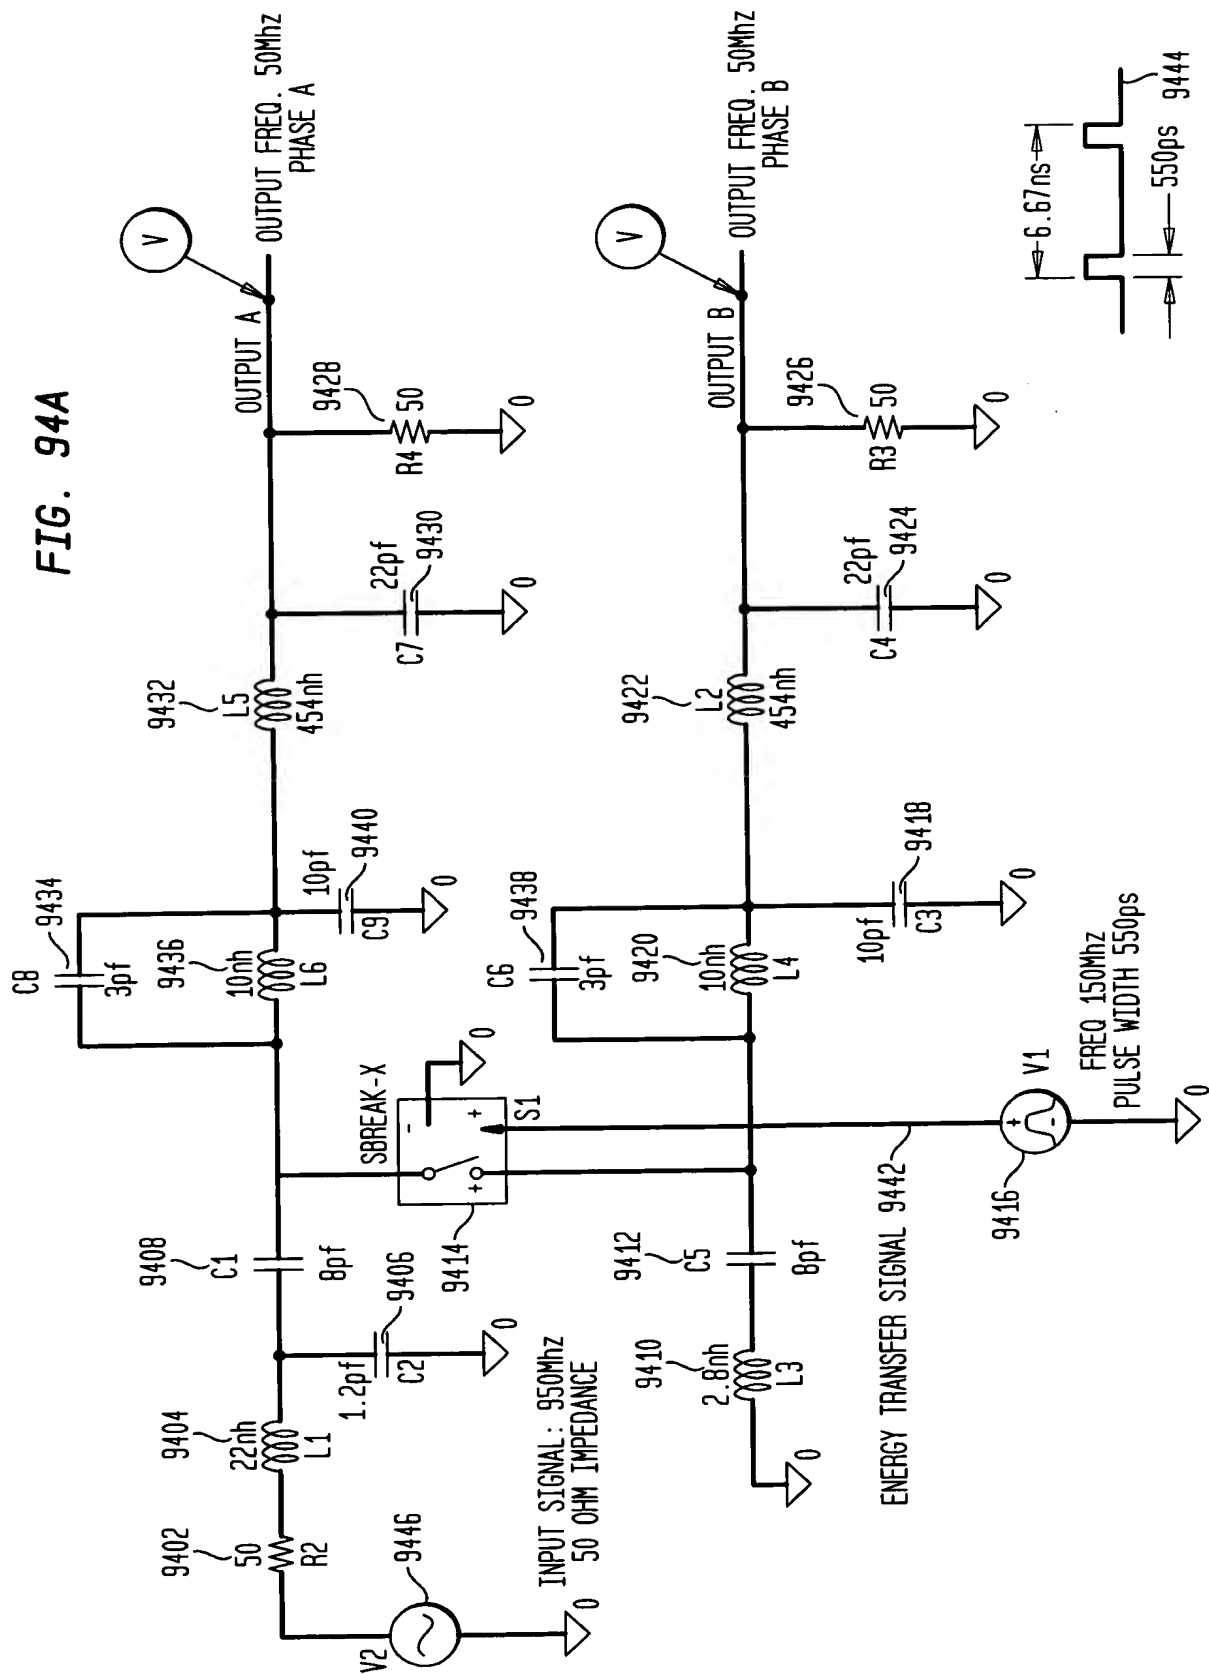 FIG. 94A
9402
50
R2
9404
22nh
L1
9446
V2
INPUT SIGNAL: 950Mhz
50 OHM IMPEDANCE
0
1.2pf
C2
9406
0
9408
C1
8pf
SBREAK-X
-
+
+
S1
0
9414
C8
9434
3pf
9436
10nh
L6
10pf
9440
C9
0
9432
L5
454nh
22pf
9430
C7
0
9428
50
R4
0
OUTPUT A
V
OUTPUT FREQ. 50Mhz
PHASE A
9410
2.8nh
L3
0
9412
C5
8pf
C6
9438
3pf
9420
10nh
L4
10pf
9418
C3
0
9422
L2
454nh
22pf
9424
C4
0
9426
50
R3
0
OUTPUT B
V
OUTPUT FREQ. 50Mhz
PHASE B
ENERGY TRANSFER SIGNAL 9442
9416
+
-
V1
FREQ 150Mhz
PULSE WIDTH 550ps
0
6.67ns
550ps
9444